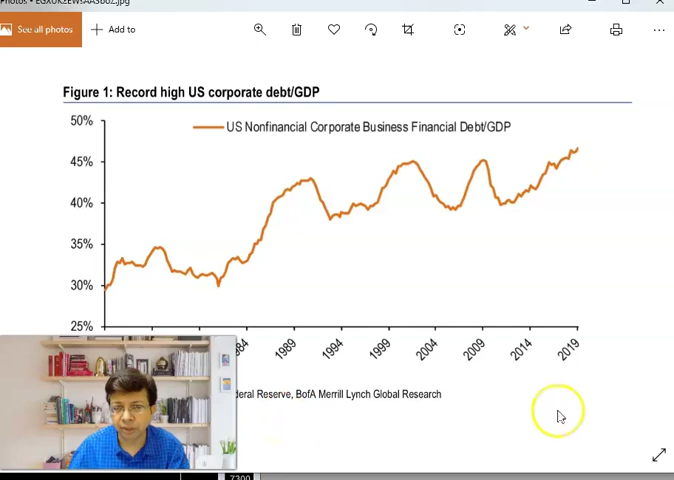 See all photos
Add to
Figure 1: Record high US corporate debt/GDP
US Nonfinancial Corporate Business Financial Debt/GDP
50%
45%
40%
35%
30%
25%
1989
1994
1999
2004
2009
2014
2019
Reserve, BofA Merrill Lynch Global Research
7300